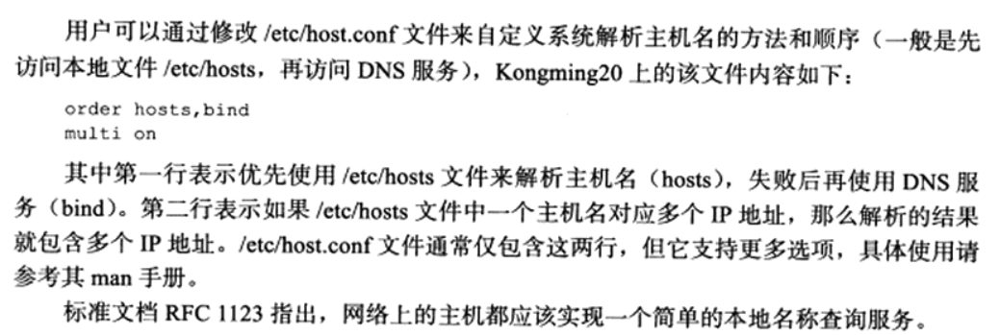 用户可以通过修改 /etc/host.conf 文件来自定义系统解析主机名的方法和顺序（一般是先
访问本地文件 /etc/hosts，再访问 DNS 服务），Kongming20 上的该文件内容如下：
order hosts,bind
multi on
其中第一行表示优先使用 /etc/hosts 文件来解析主机名（hosts），失败后再使用 DNS 服
务（bind）。第二行表示如果 /etc/hosts 文件中一个主机名对应多个 IP 地址，那么解析的结果
就包含多个 IP 地址。/etc/host.conf 文件通常仅包含这两行，但它支持更多选项，具体使用请
参考其 man 手册。
标准文档 RFC 1123 指出，网络上的主机都应该实现一个简单的本地名称查询服务。